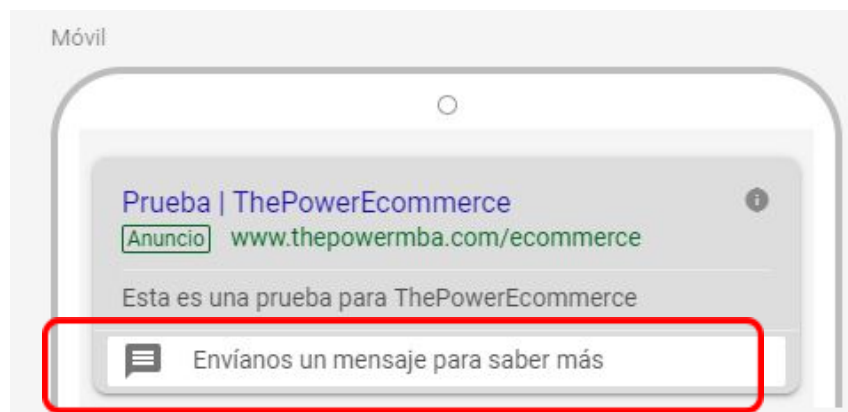 Móvil
Prueba | ThePowerEcommerce
Anuncio www.thepowermba.com/ecommerce
Esta es una prueba para ThePowerEcommerce
Envíanos un mensaje para saber más